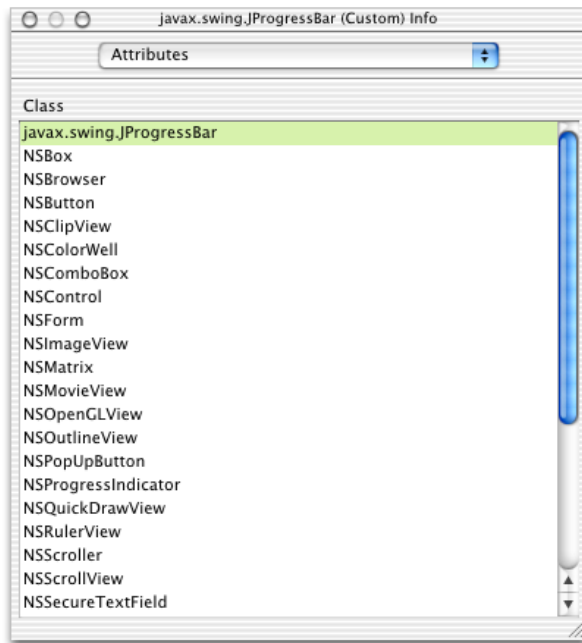 javax.swing.JProgressBar (Custom) Info
Attributes
Class
javax.swing.JProgressBar
NSBox
NSBrowser
NSButton
NSClipView
NSColorWell
NSComboBox
NSControl
NSForm
NSImageView
NSMatrix
NSMovieView
NSOpenGLView
NSOutlineView
NSPopUpButton
NSProgressIndicator
NSQuickDrawView
NSRulerView
NSScroller
NSScrollView
NSSecureTextField